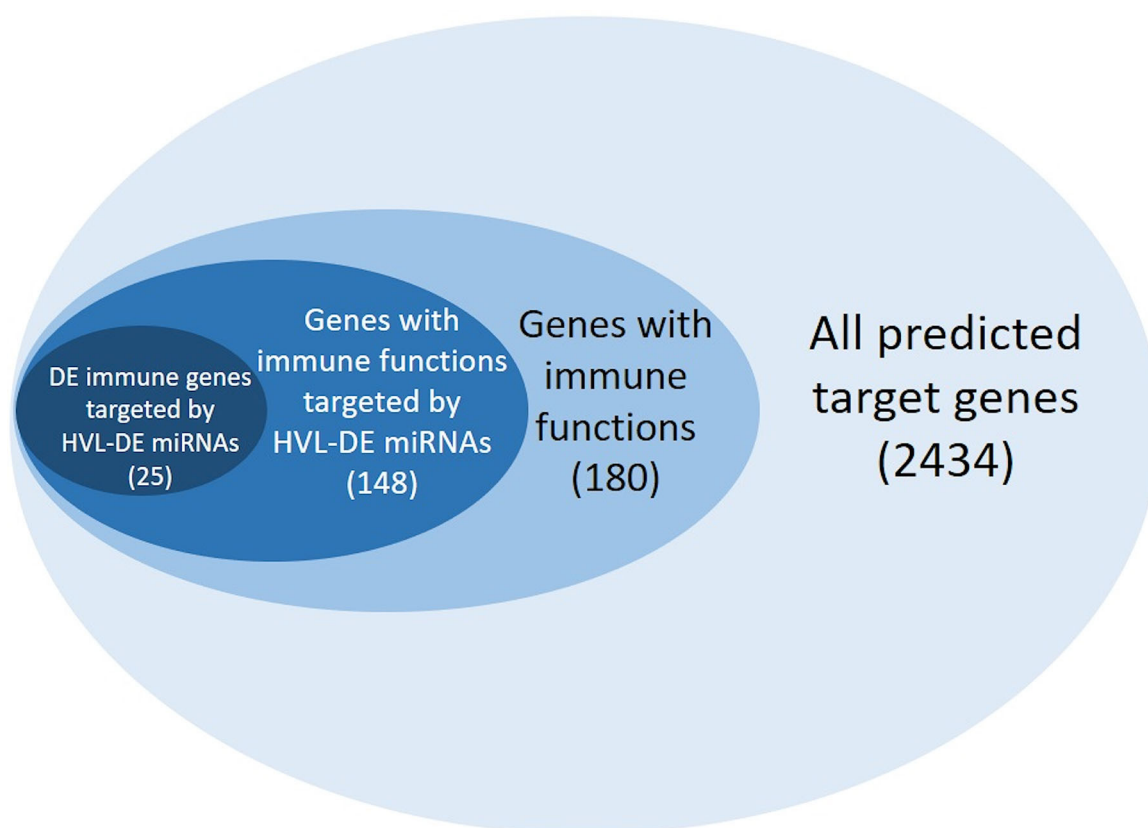 DE immune genes
targeted by
HVL-DE miRNAs
(25)
Genes with
immune functions
targeted by
HVL-DE miRNAs
(148)
Genes with
immune
functions
(180)
All predicted
target genes
(2434)